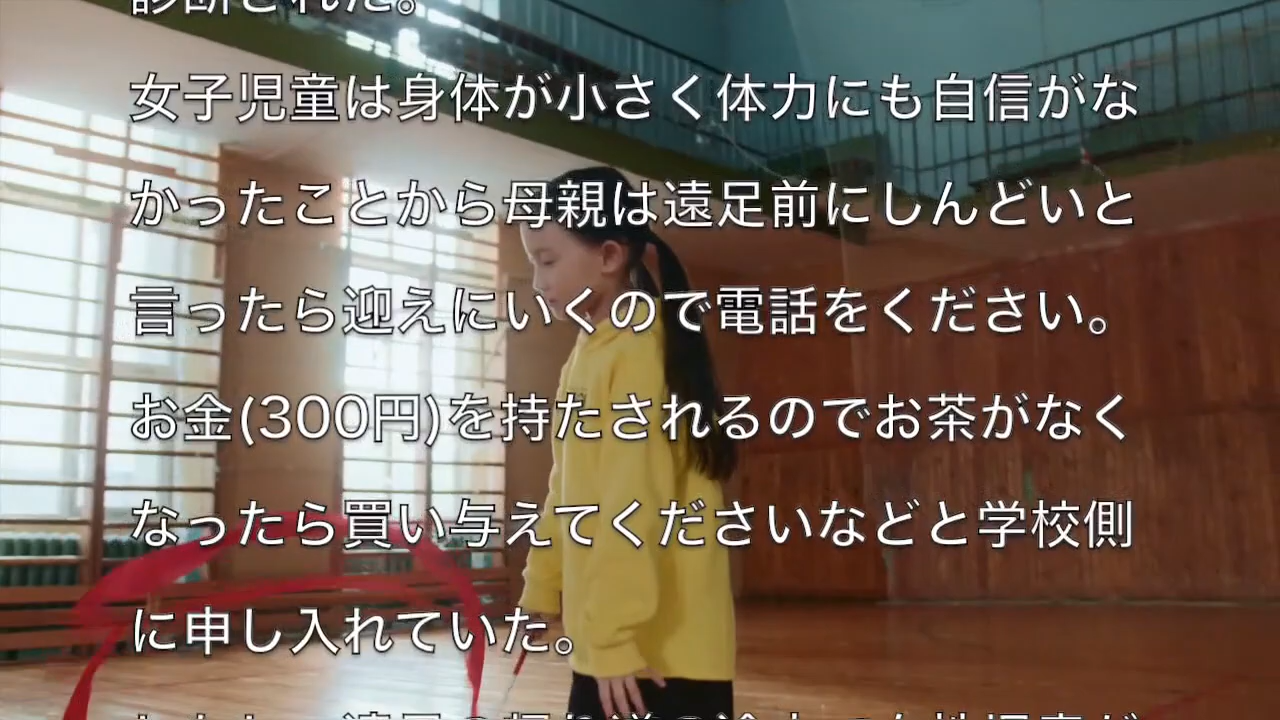 診断された。
女子児童は身体が小さく体力にも自信がな
かったことから母親は遠足前にしんどいと
言ったら迎えにいくので電話をください。
お金(300円)を持たされるのでお茶がなく
なったら買い与えてくださいなどと学校側
に申し入れていた。